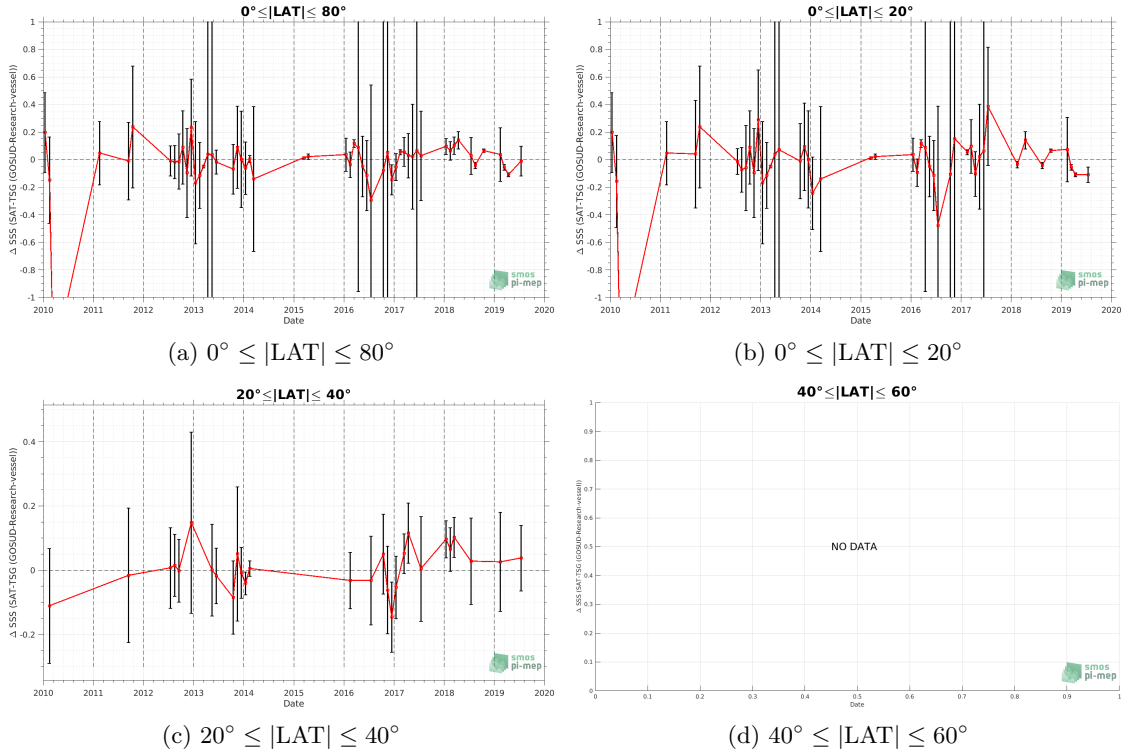 0°≤|LAT|≤ 80°
1
0.8
0.6
0.4
0.2
0
-0.2
-0.4
-0.6
-0.8
-1
Δ SSS (SAT-TSG (GOSUD-Research-vessel))
2010 2011 2012 2013 2014 2015 2016 2017 2018 2019 2020
Date
smos
pi-mep
(a) 0° ≤ |LAT| ≤ 80°
0°≤|LAT|≤ 20°
1
0.8
0.6
0.4
0.2
0
-0.2
-0.4
-0.6
-0.8
-1
Δ SSS (SAT-TSG (GOSUD-Research-vessel))
2010 2011 2012 2013 2014 2015 2016 2017 2018 2019 2020
Date
smos
pi-mep
(b) 0° ≤ |LAT| ≤ 20°
20°≤|LAT|≤ 40°
0.4
0.2
0
-0.2
Δ SSS (SAT-TSG (GOSUD-Research-vessel))
2010 2011 2012 2013 2014 2015 2016 2017 2018 2019 2020
Date
smos
pi-mep
(c) 20° ≤ |LAT| ≤ 40°
40°≤|LAT|≤ 60°
1
0.9
0.8
0.7
0.6
0.5
0.4
0.3
0.2
0.1
0
Δ SSS (SAT-TSG (GOSUD-Research-vessel))
NO DATA
0 0.1 0.2 0.3 0.4 0.5 0.6 0.7 0.8 0.9 1
Date
smos
pi-mep
(d) 40° ≤ |LAT| ≤ 60°